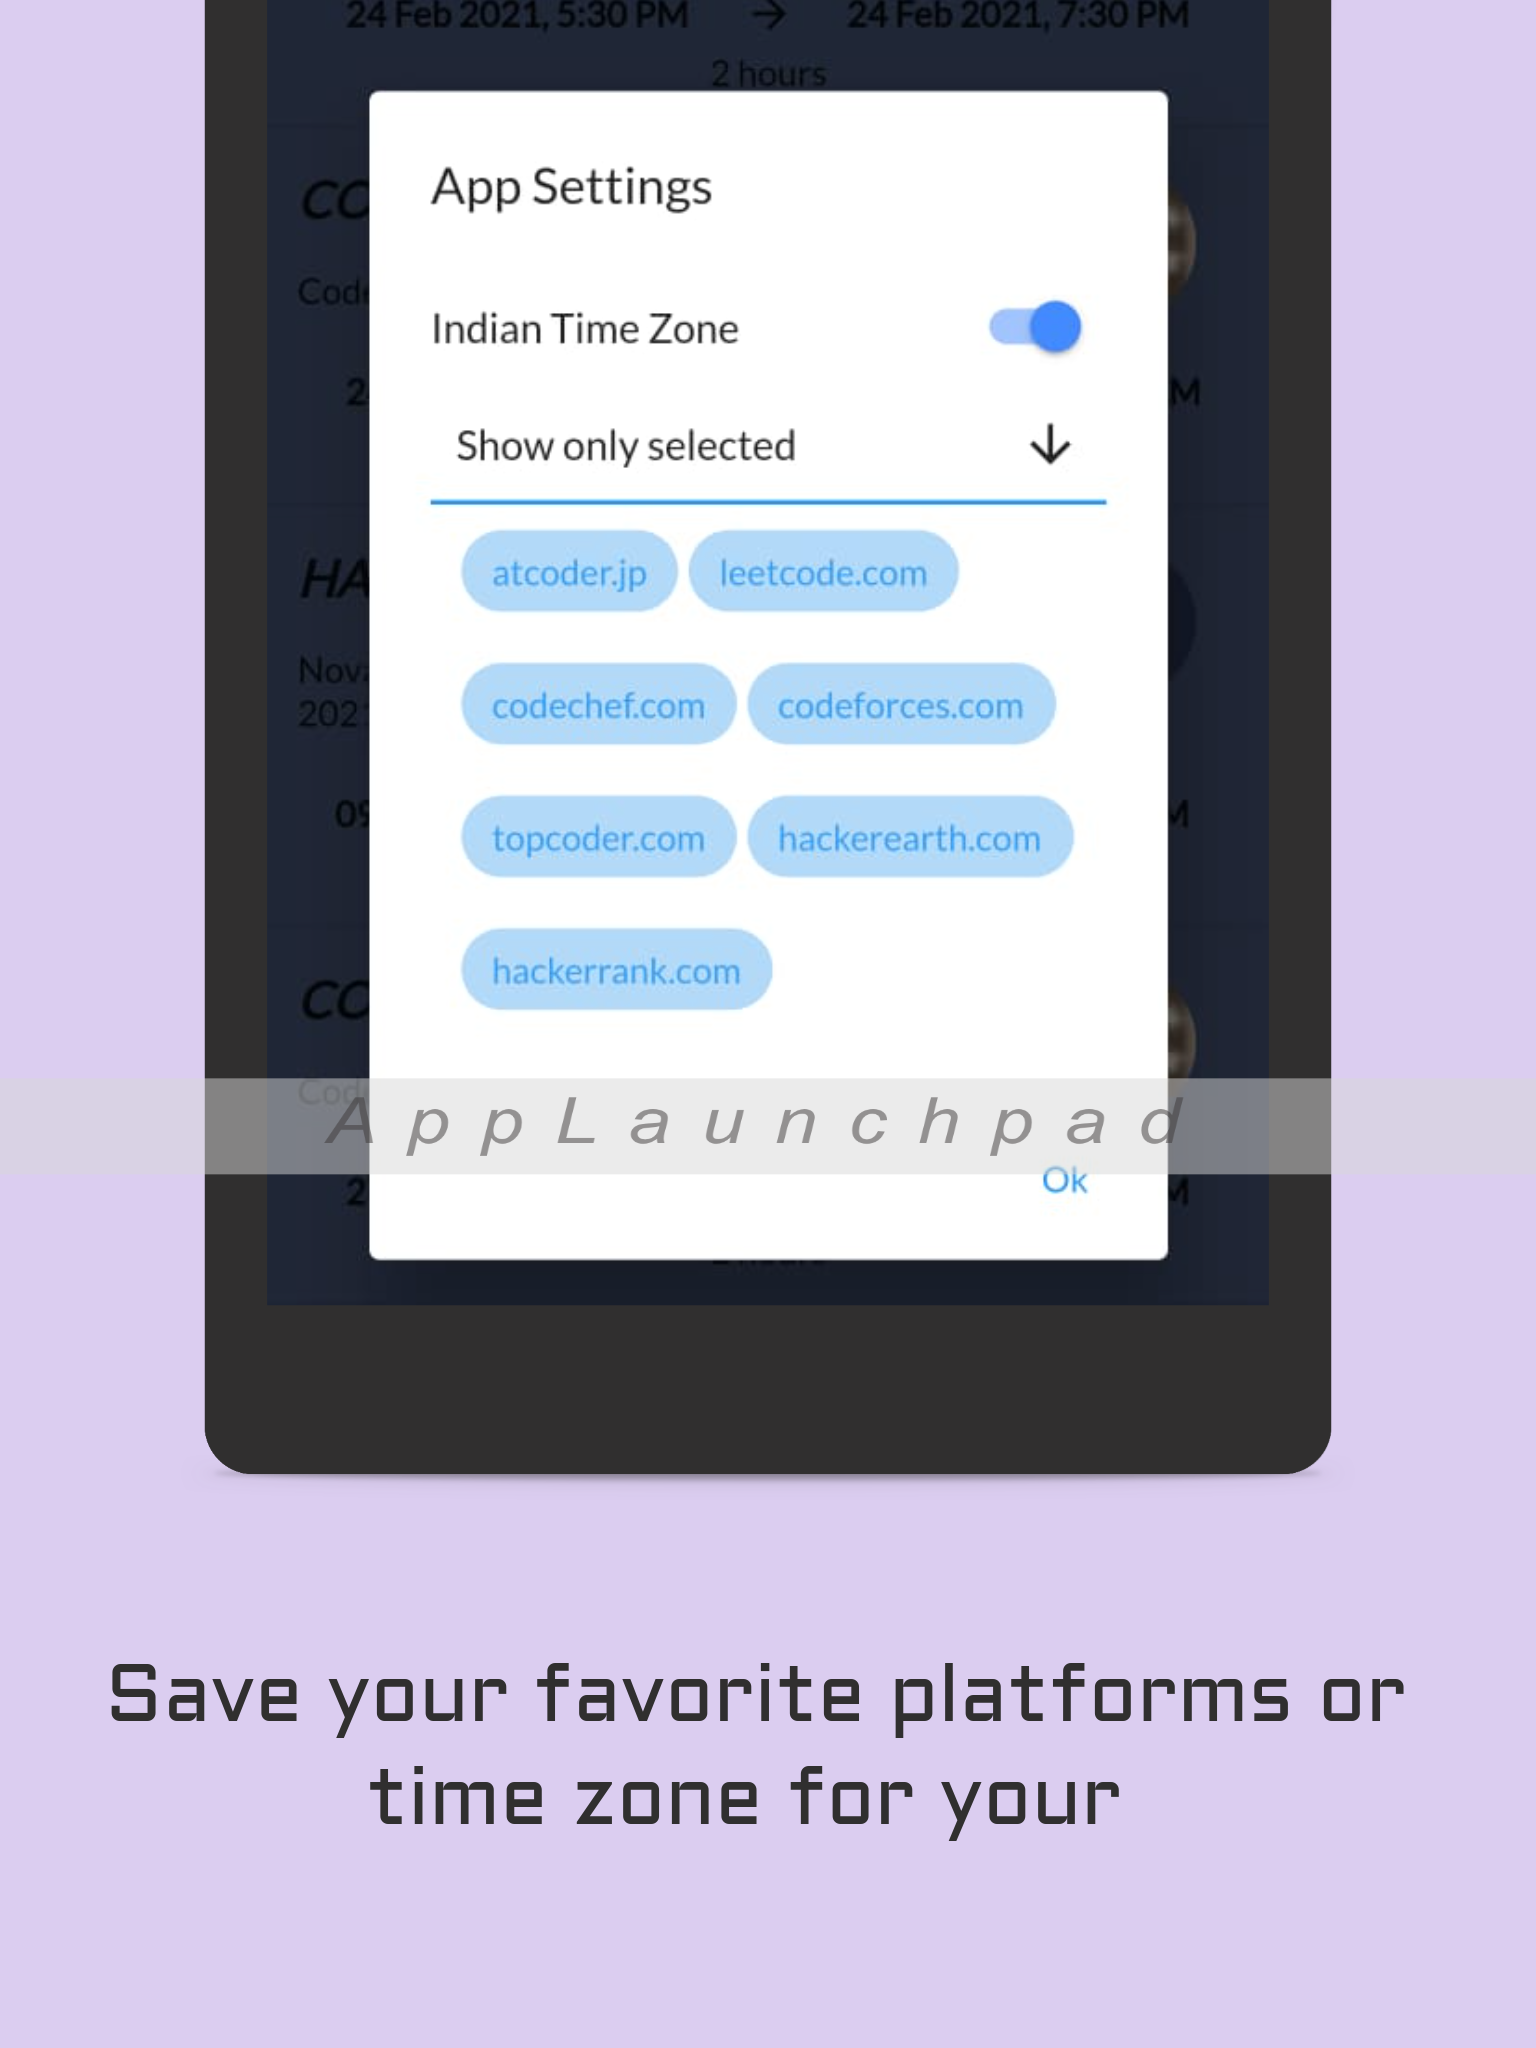 24 Feb 2021, 5:30 PM → 24 Feb 2021, 7:30 PM
2 hours
App Settings
Indian Time Zone
Show only selected
atcoder.jp leetcode.com
codechef.com codeforces.com
topcoder.com hackerearth.com
hackerrank.com
AppLaunchpad
Ok
Save your favorite platforms or
time zone for your